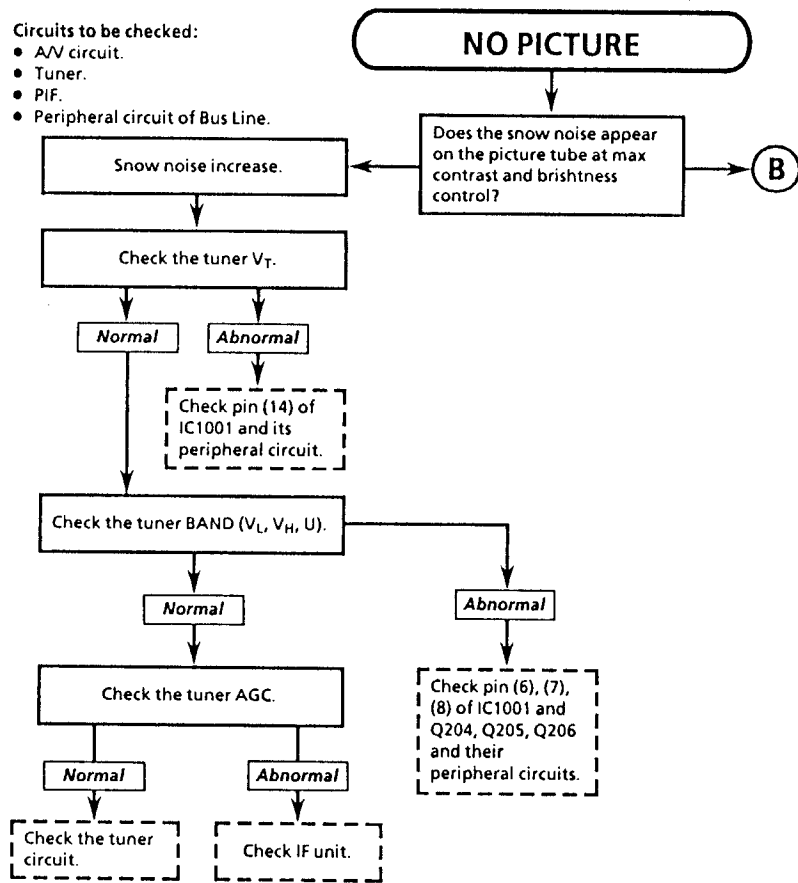 Circuits to be checked:
● A/V circuit.
● Tuner.
● PIF.
● Peripheral circuit of Bus Line.
NO PICTURE
Does the snow noise appear
on the picture tube at max
contrast and brishtness
control?
B
Snow noise increase.
Check the tuner VT.
Normal
Abnormal
Check pin (14) of
IC1001 and its
peripheral circuit.
Check the tuner BAND (VL, VH, U).
Normal
Abnormal
Check pin (6), (7),
(8) of IC1001 and
Q204, Q205, Q206
and their
peripheral circuits.
Check the tuner AGC.
Normal
Abnormal
Check the tuner
circuit.
Check IF unit.